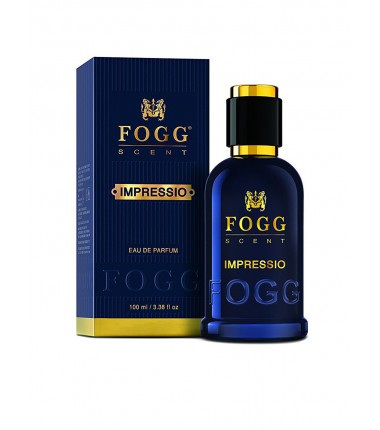 FOGG®
SCENT
IMPRESSIO
EAU DE PARFUM
FOGG
100 ml / 3.38 fl oz
FOGG
SCENT
IMPRESSIO
FOGG